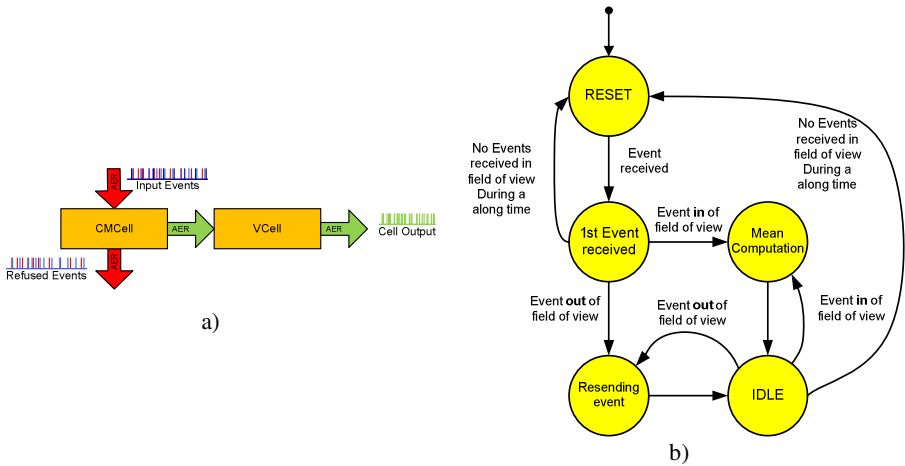 AER
Input Events
CMCell
AER
VCell
AER
Cell Output
AER
Refused Events
a)
RESET
No Events
received in
field of view
During a
along time
Event
received
No Events
received in
field of view
During a
along time
1st Event
received
Event in of
field of view
Mean
Computation
Event out of
field of view
Event out of
field of view
Event in of
field of view
Resending
event
IDLE
b)